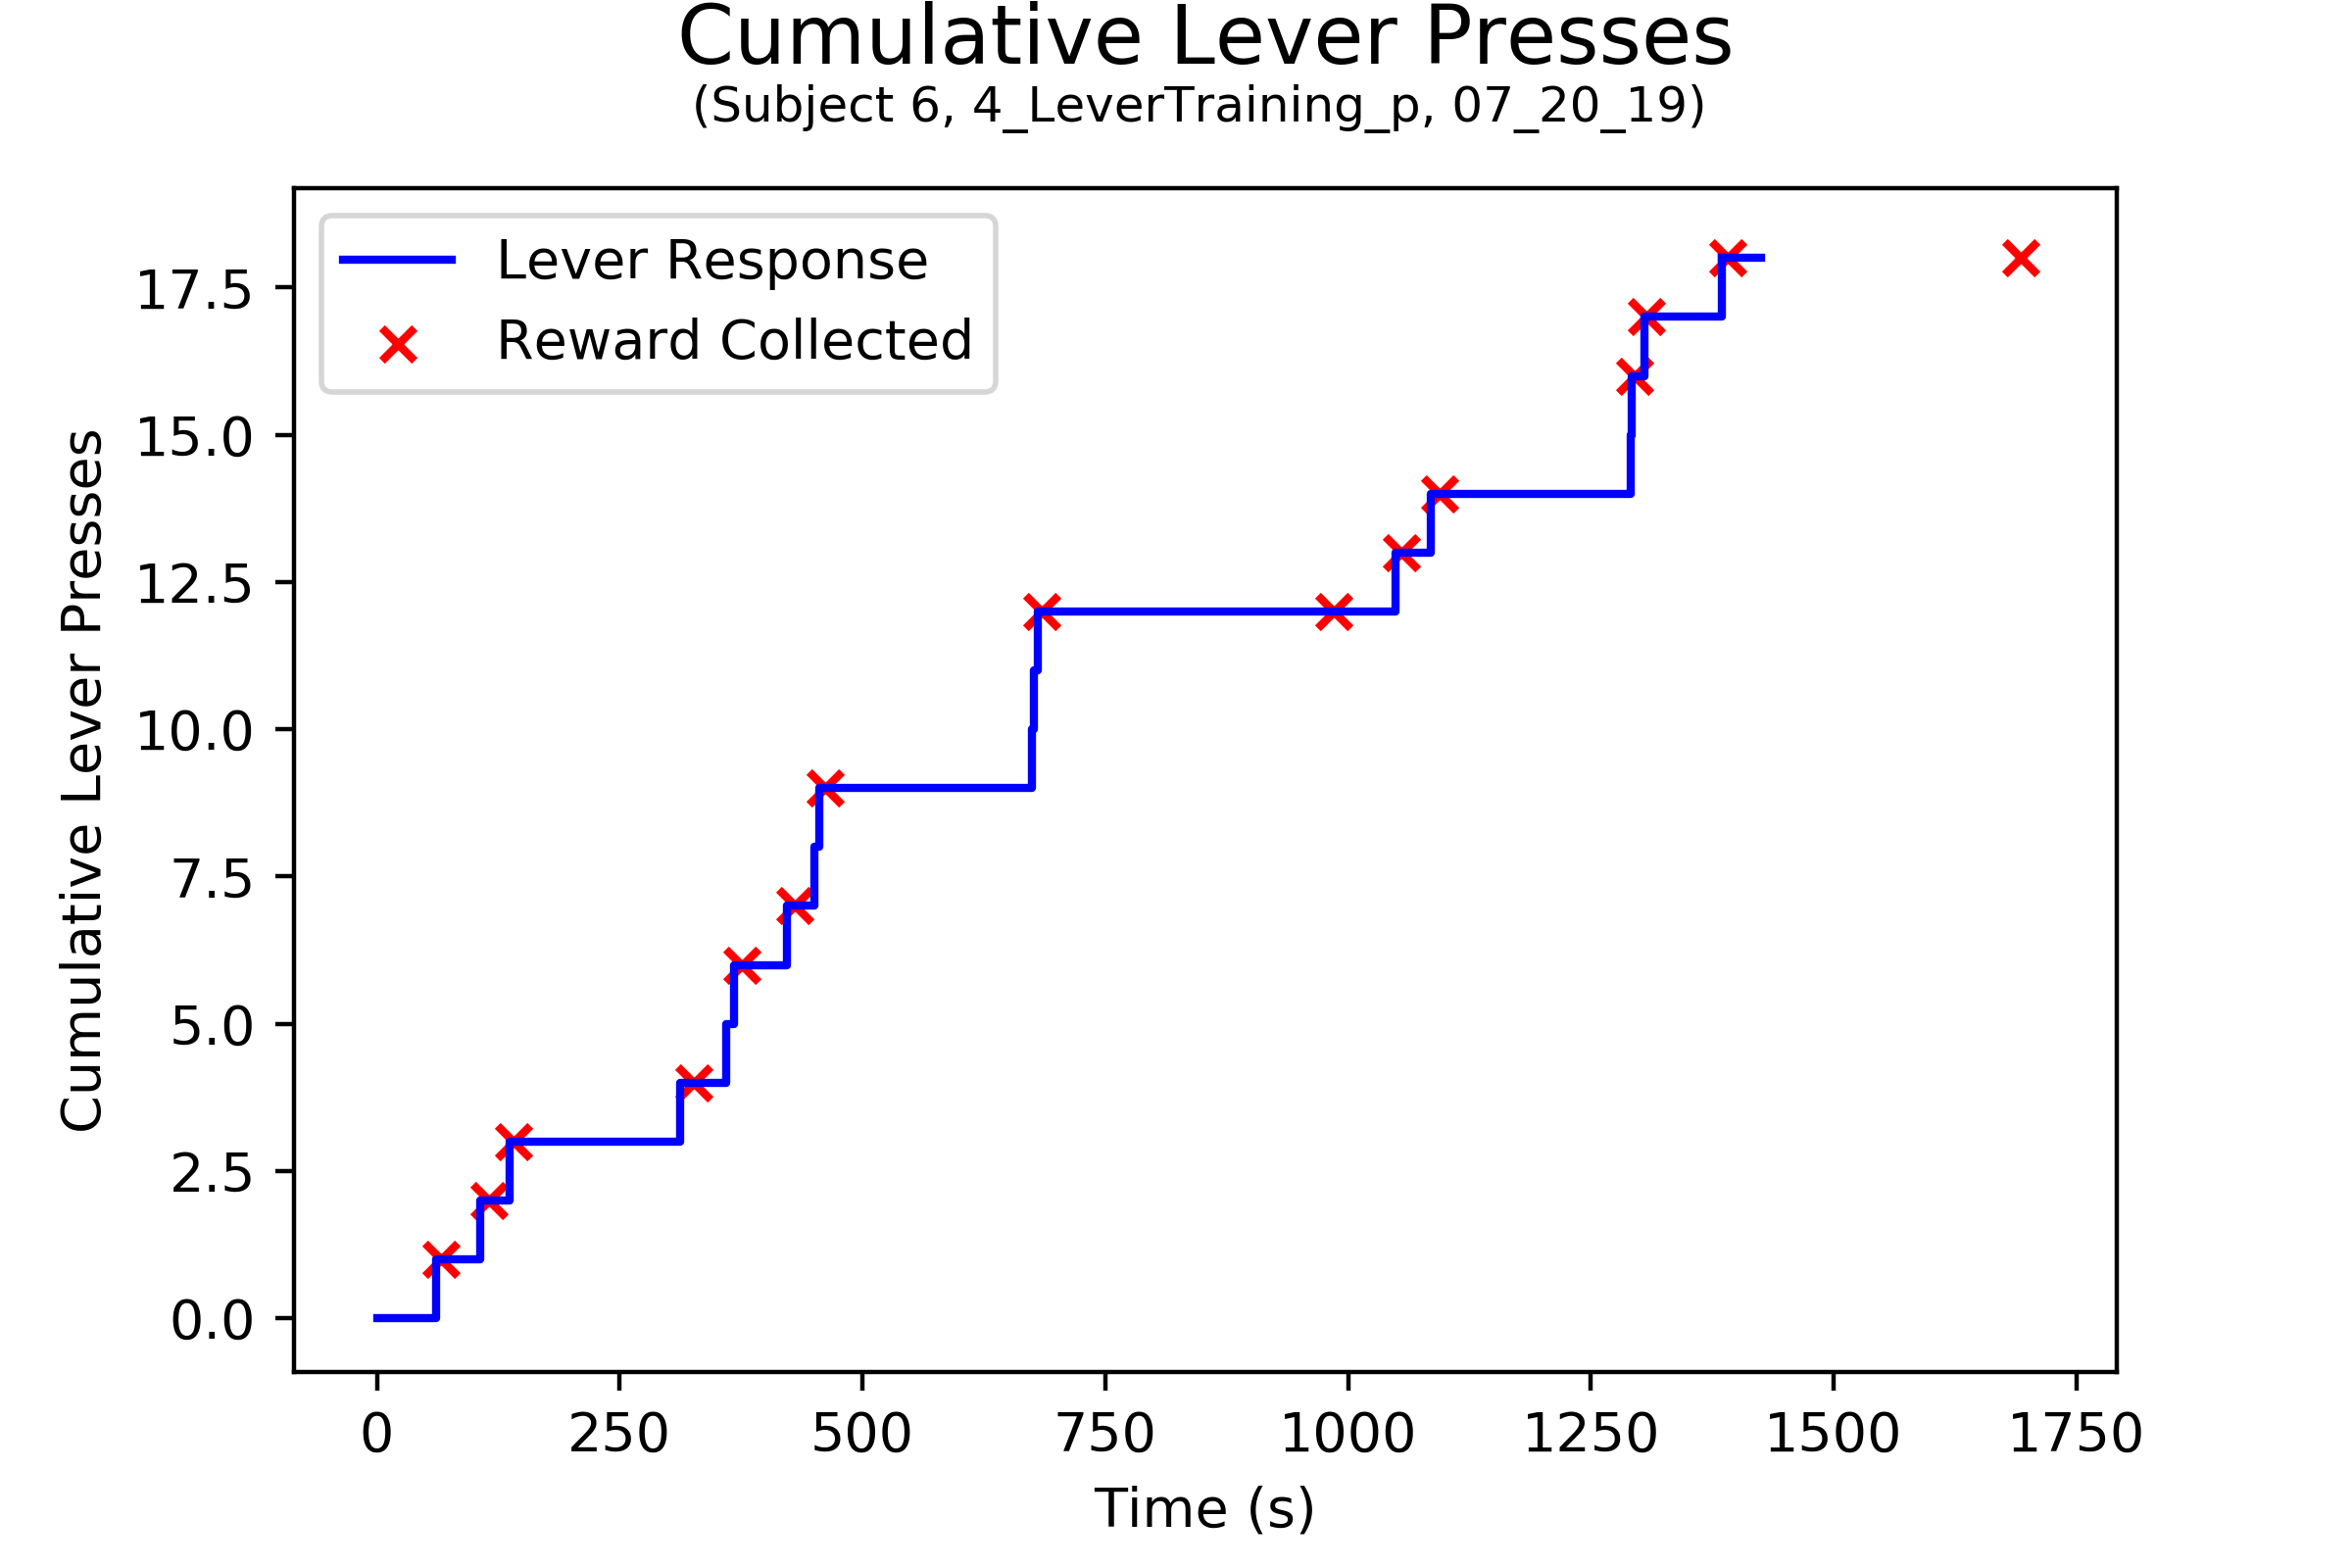 Cumulative Lever Presses
(Subject 6, 4_LeverTraining_p, 07_20_19)
Lever Response
Reward Collected
Cumulative Lever Presses
17.5
15.0
12.5
10.0
7.5
5.0
2.5
0.0
0 250 500 750 1000 1250 1500 1750
Time (s)